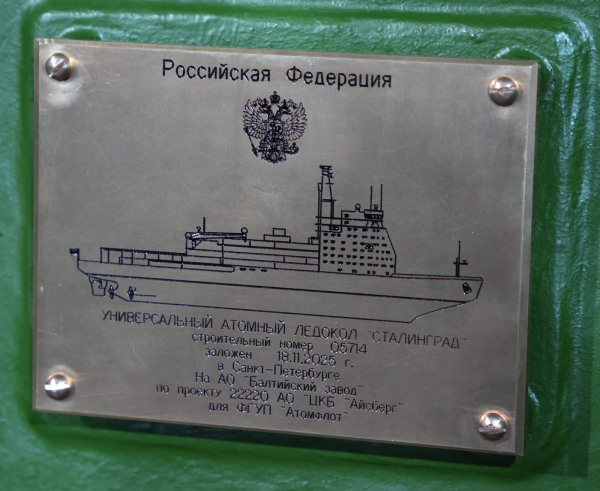 Российская Федерация
УНИВЕРСАЛЬНЫЙ АТОМНЫЙ ЛЕДОКОЛ "СТАЛИНГРАД"
строительный номер 05714
заложен 18.11.2025 г.
в Санкт-Петербурге
На АО "Балтийский завод"
по проекту 22220 АО "ЦКБ "Айсберг"
для ФГУП "Атомфлот"